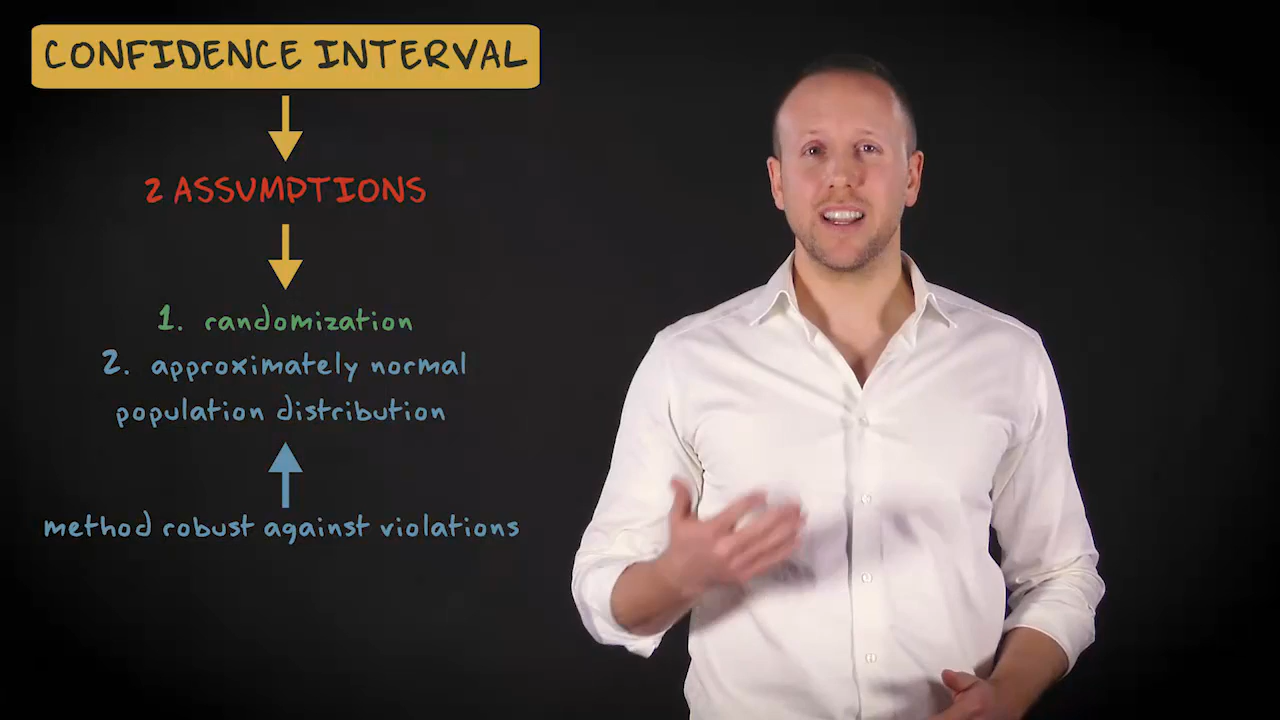 CONFIDENCE INTERVAL
2 ASSUMPTIONS
1. randomization
2. approximately normal
population distribution
method robust against violations